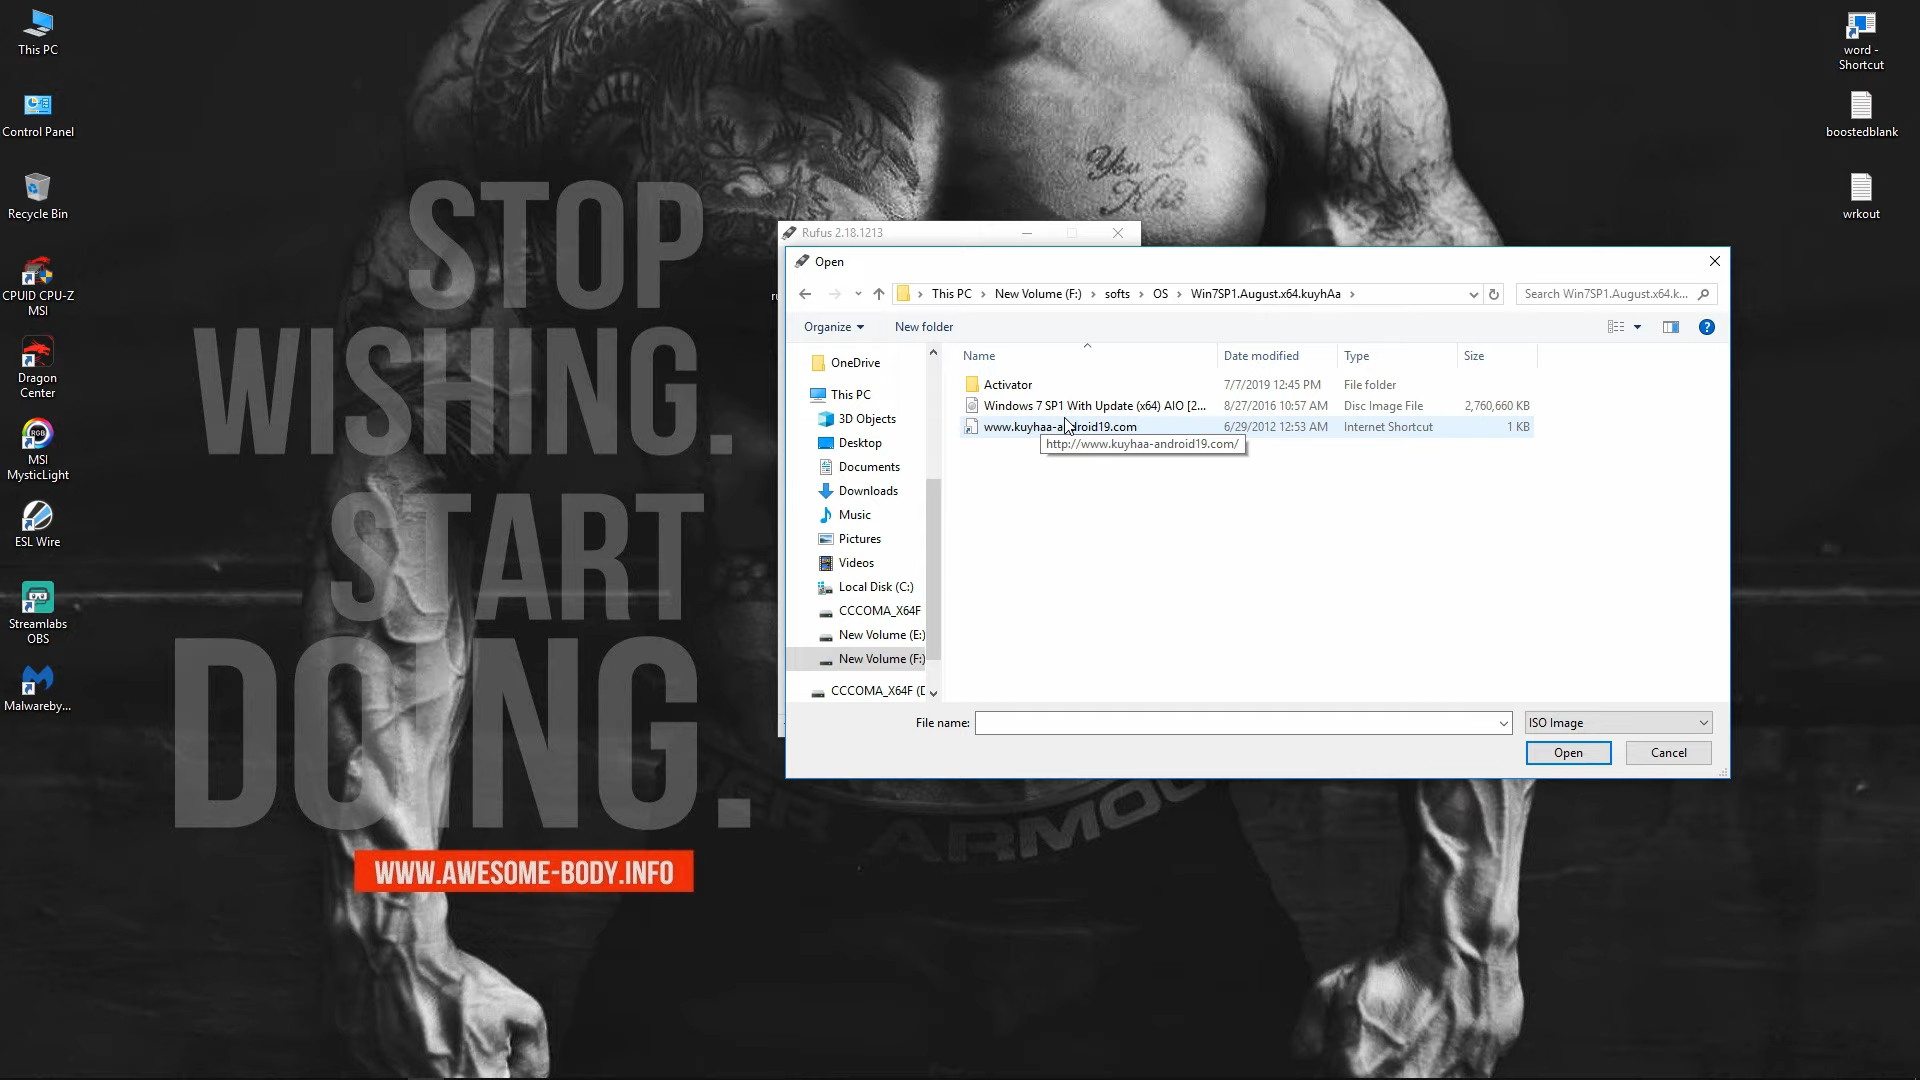 This PC
Control Panel
Recycle Bin
CPUID CPU-Z
MSI
Dragon
Center
MSI
MysticLight
ESL Wire
Streamlabs
OBS
Malwareby...
word -
Shortcut
boostedblank
wrkout
STOP
WISHING.
START
DOING.
WWW.AWESOME-BODY.INFO
You
Rufus 2.18.1213
Open
This PC > New Volume (F:) > softs > OS > Win7SP1.August.x64.kuyhAa >
Search Win7SP1.August.x64.k...
Organize
New folder
OneDrive
This PC
3D Objects
Desktop
Documents
Downloads
Music
Pictures
Videos
Local Disk (C:)
CCCOMA_X64F
New Volume (E:)
New Volume (F:)
CCCOMA_X64F (D
Name Date modified Type Size
Activator 7/7/2019 12:45 PM File folder
Windows 7 SP1 With Update (x64) AIO [2... 8/27/2016 10:57 AM Disc Image File 2,760,660 KB
www.kuyhaa-android19.com 6/29/2012 12:53 AM Internet Shortcut 1 KB
http://www.kuyhaa-android19.com/
File name:
ISO Image
Open
Cancel
ARMOU